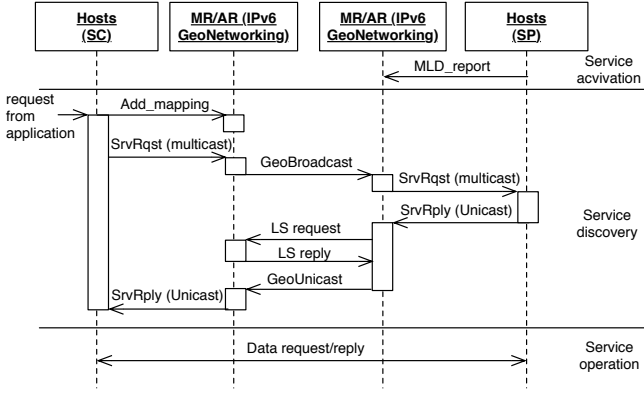 Hosts
(SC)
MR/AR (IPv6
GeoNetworking)
MR/AR (IPv6
GeoNetworking)
Hosts
(SP)
MLD_report
Service
acvivation
request
from
application
Add_mapping
SrvRqst (multicast)
GeoBroadcast
SrvRqst (multicast)
SrvRply (Unicast)
LS request
LS reply
GeoUnicast
SrvRply (Unicast)
Service
discovery
Data request/reply
Service
operation